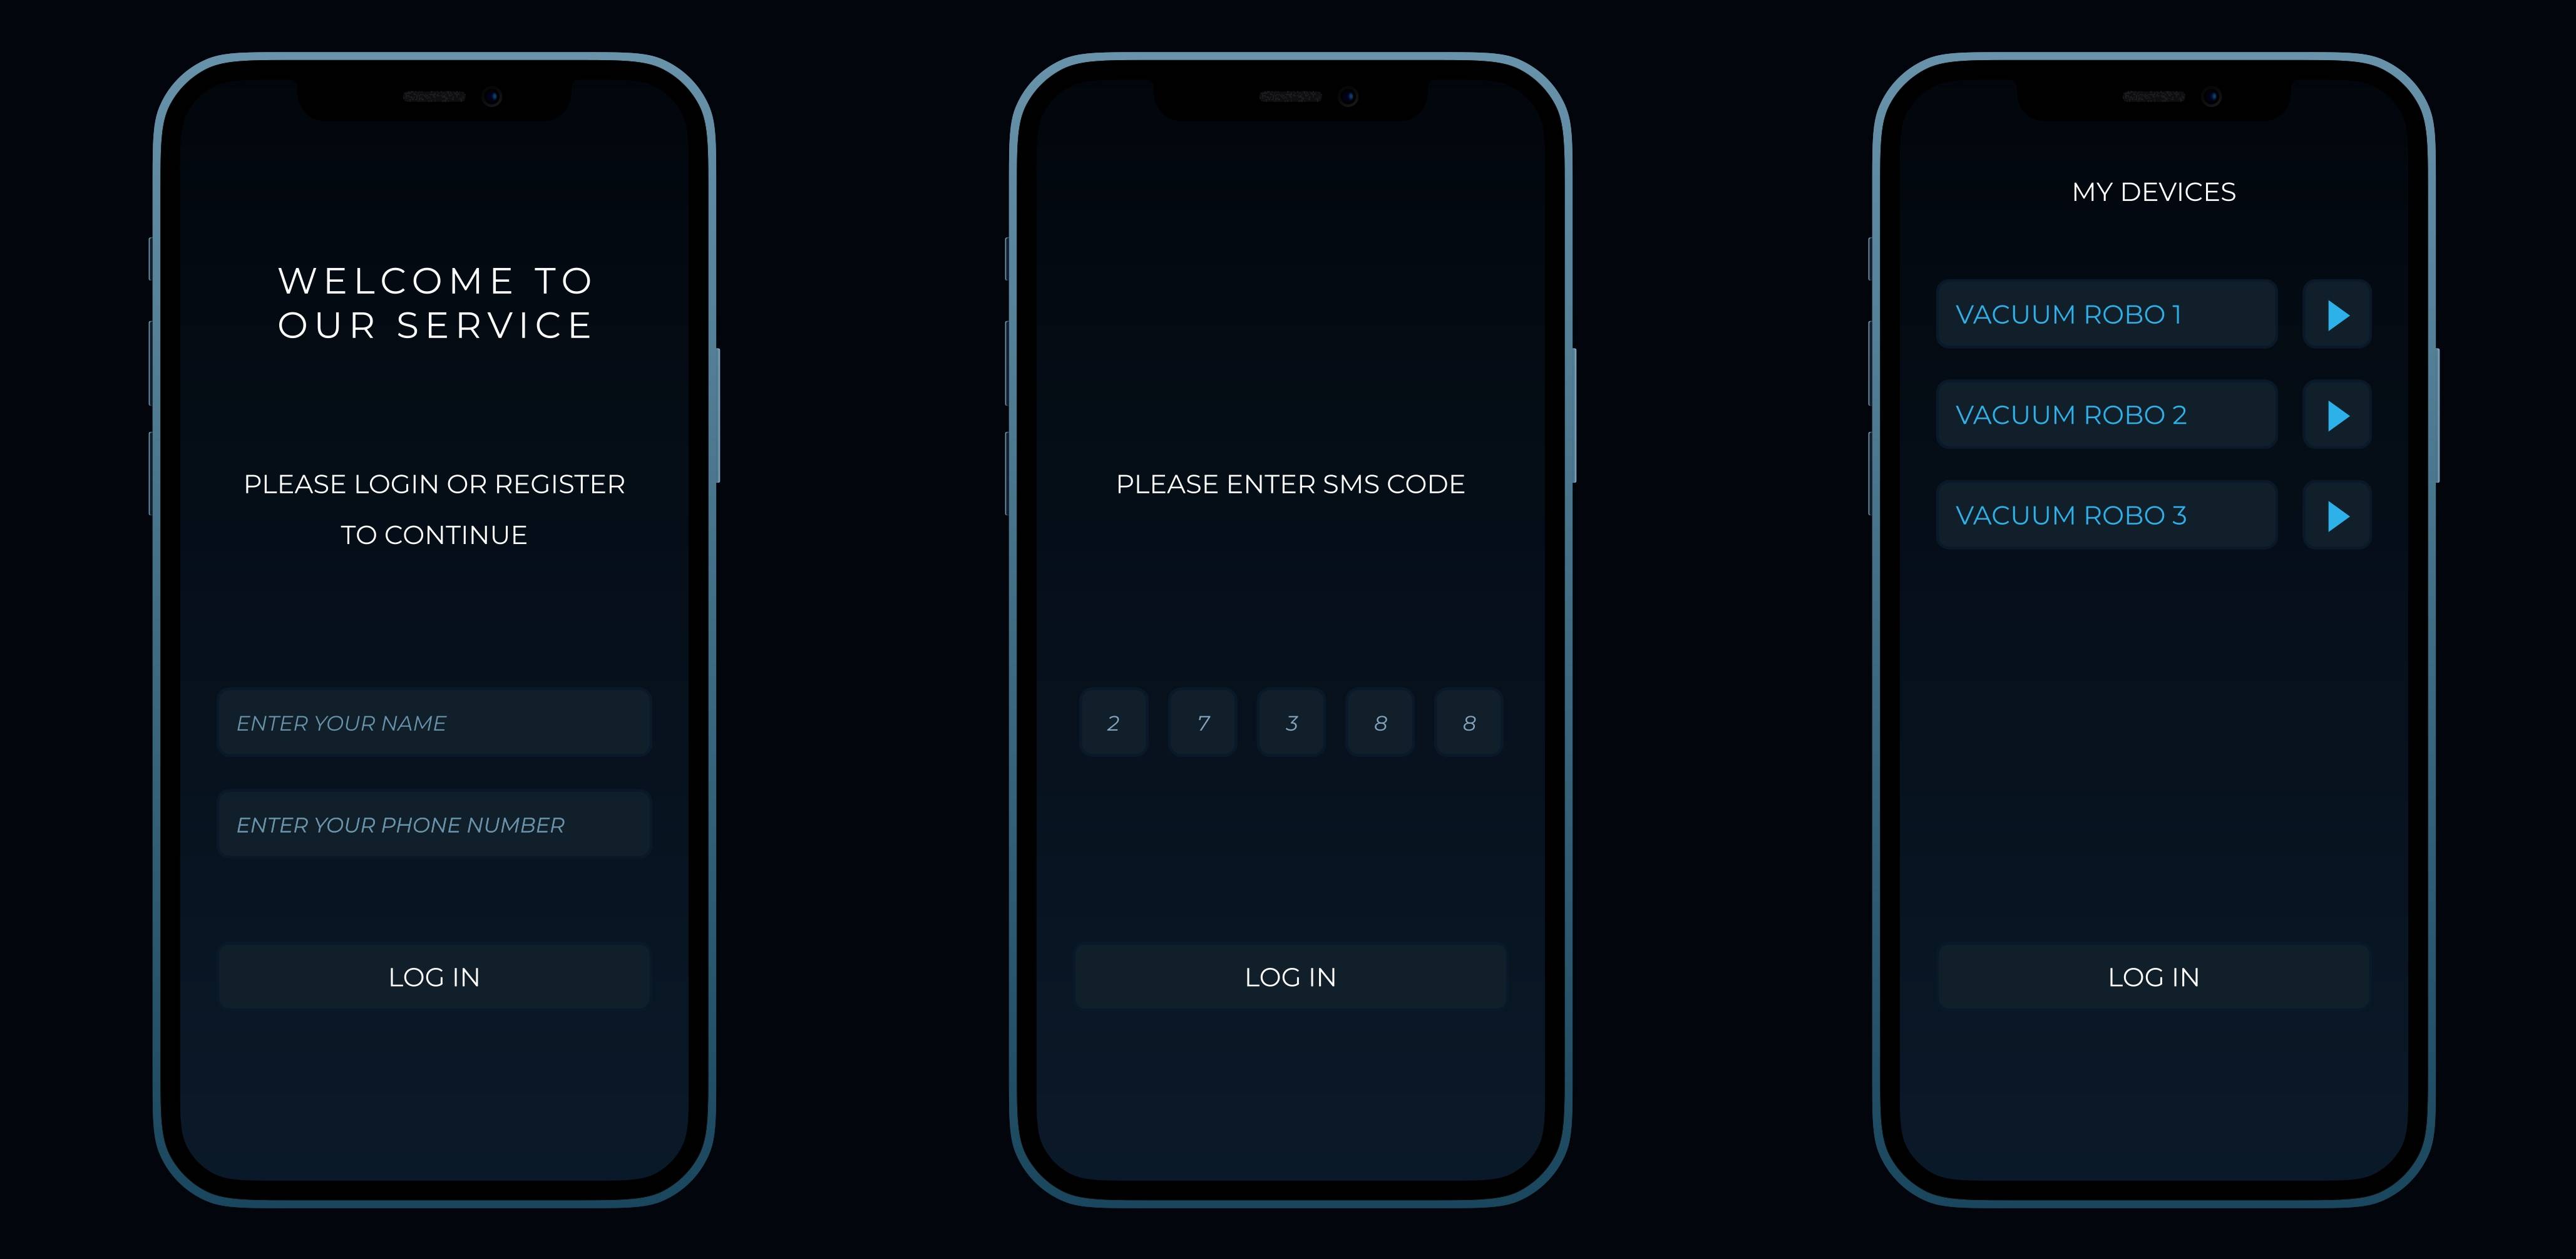 WELCOME TO
OUR SERVICE
PLEASE LOGIN OR REGISTER
TO CONTINUE
ENTER YOUR NAME
ENTER YOUR PHONE NUMBER
LOG IN
PLEASE ENTER SMS CODE
2 7 3 8 8
LOG IN
MY DEVICES
VACUUM ROBO 1
VACUUM ROBO 2
VACUUM ROBO 3
LOG IN